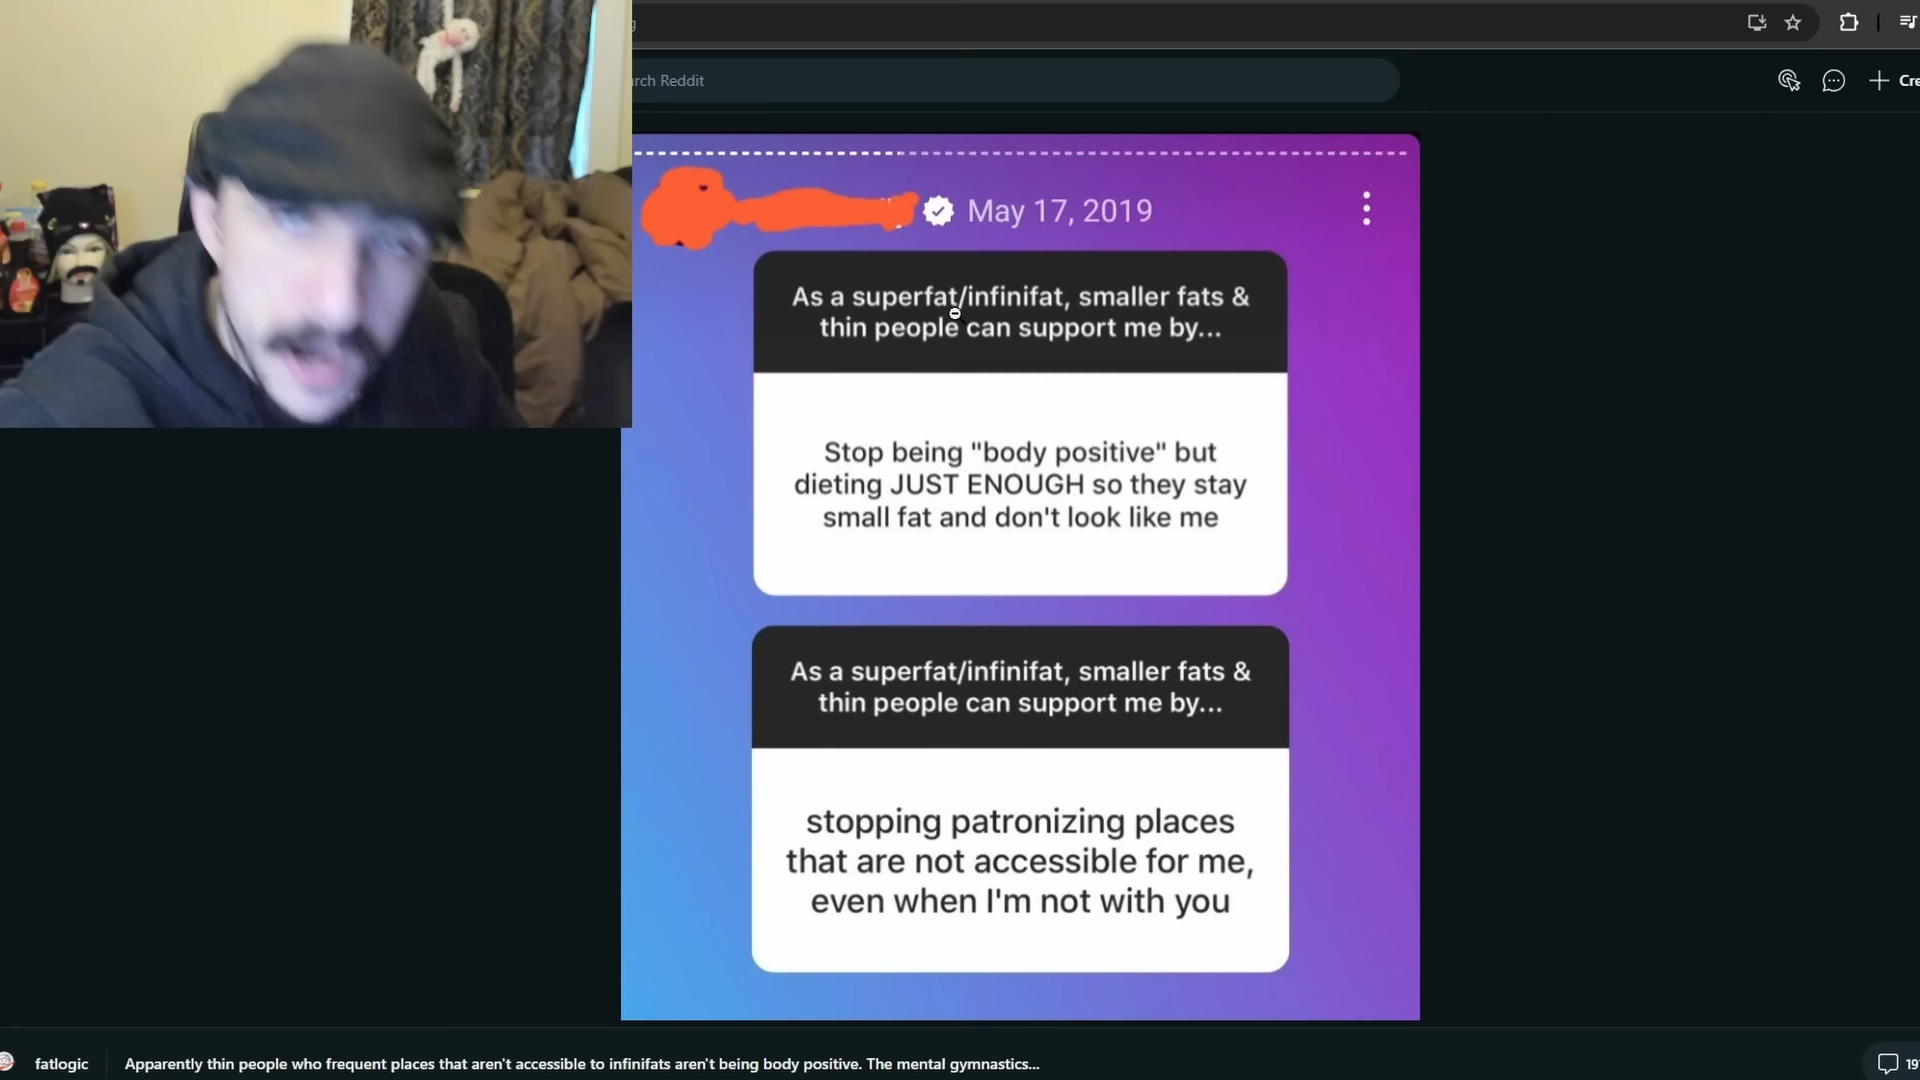 rch Reddit
Cre
May 17, 2019
As a superfat/infinifat, smaller fats &
thin people can support me by...
Stop being "body positive" but
dieting JUST ENOUGH so they stay
small fat and don't look like me
As a superfat/infinifat, smaller fats &
thin people can support me by...
stopping patronizing places
that are not accessible for me,
even when I'm not with you
fatlogic
Apparently thin people who frequent places that aren't accessible to infinifats aren't being body positive. The mental gymnastics...